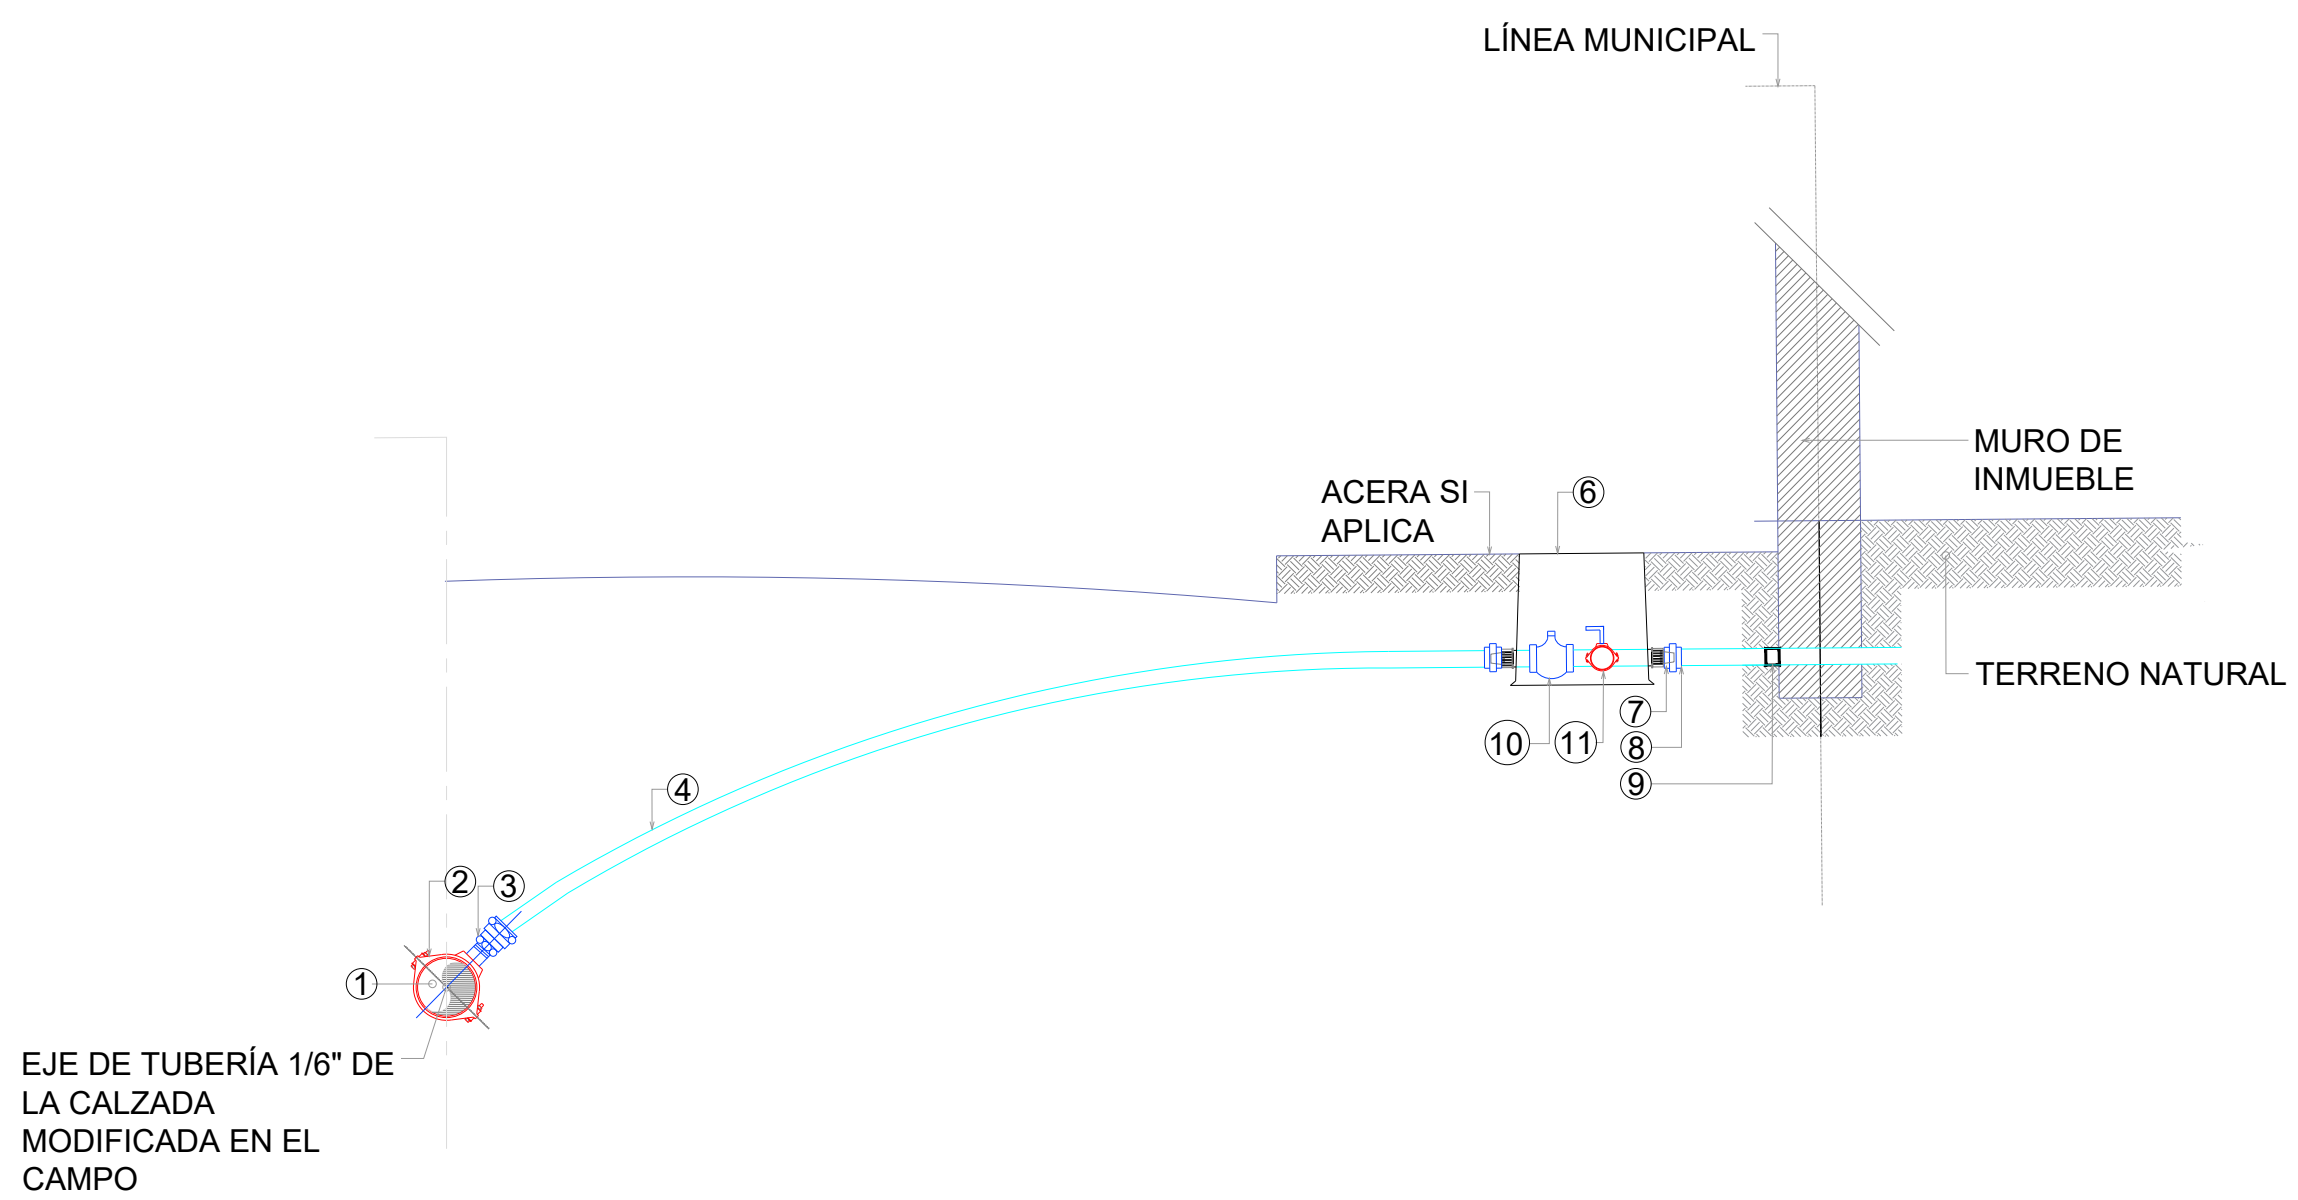 LÍNEA MUNICIPAL
MURO DE
INMUEBLE
ACERA SI
APLICA
6
TERRENO NATURAL
7
10
11
8
9
4
2
3
1
EJE DE TUBERÍA 1/6" DE
LA CALZADA
MODIFICADA EN EL
CAMPO